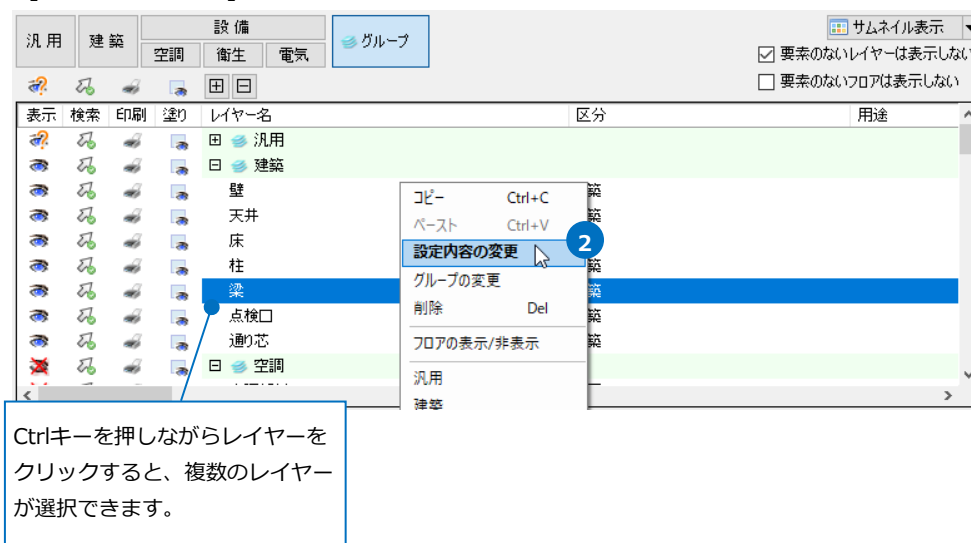 汎用
建築
設備
空調
衛生
電気
グループ
サムネイル表示
要素のないレイヤーは表示しない
要素のないフロアは表示しない
表示 検索 印刷 塗り レイヤー名 区分 用途
汎用
建築
壁
天井
床
柱
梁
点検口
通り芯
空調
築
築
築
築
築
築
コピー Ctrl+C
ペースト Ctrl+V
設定内容の変更
2
グループの変更
削除 Del
フロアの表示/非表示
汎用
建築
Ctrlキーを押しながらレイヤーを
クリックすると、複数のレイヤー
が選択できます。